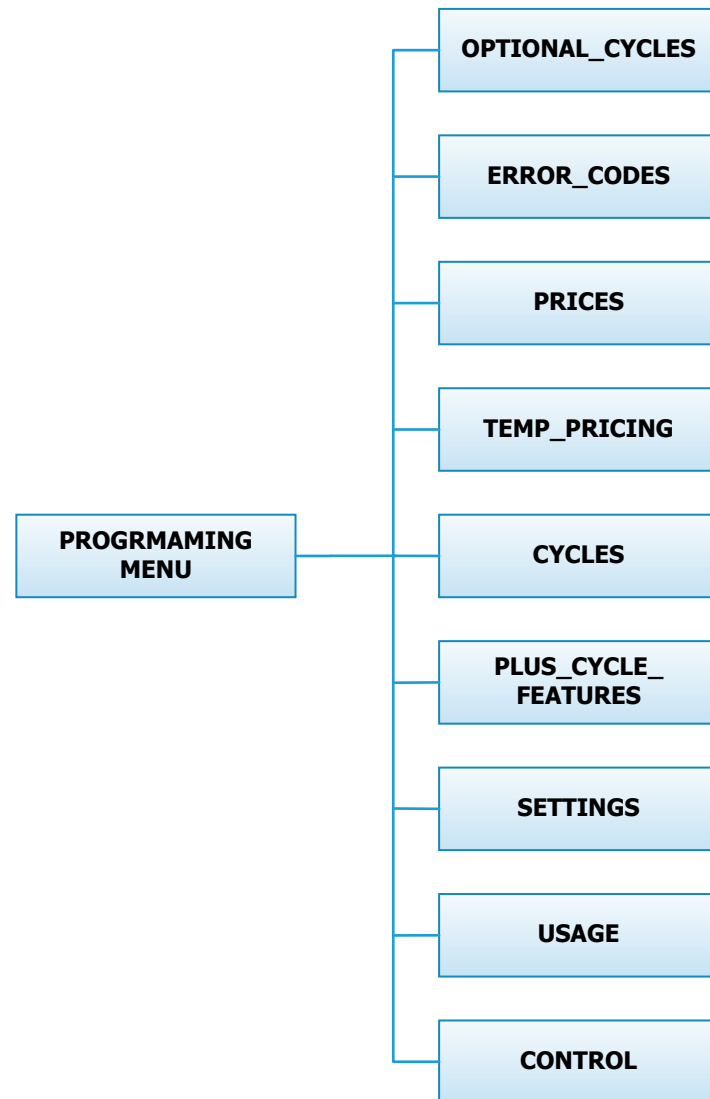 OPTIONAL_CYCLES
ERROR_CODES
PRICES
TEMP_PRICING
PROGRMAMING
MENU
CYCLES
PLUS_CYCLE_
FEATURES
SETTINGS
USAGE
CONTROL